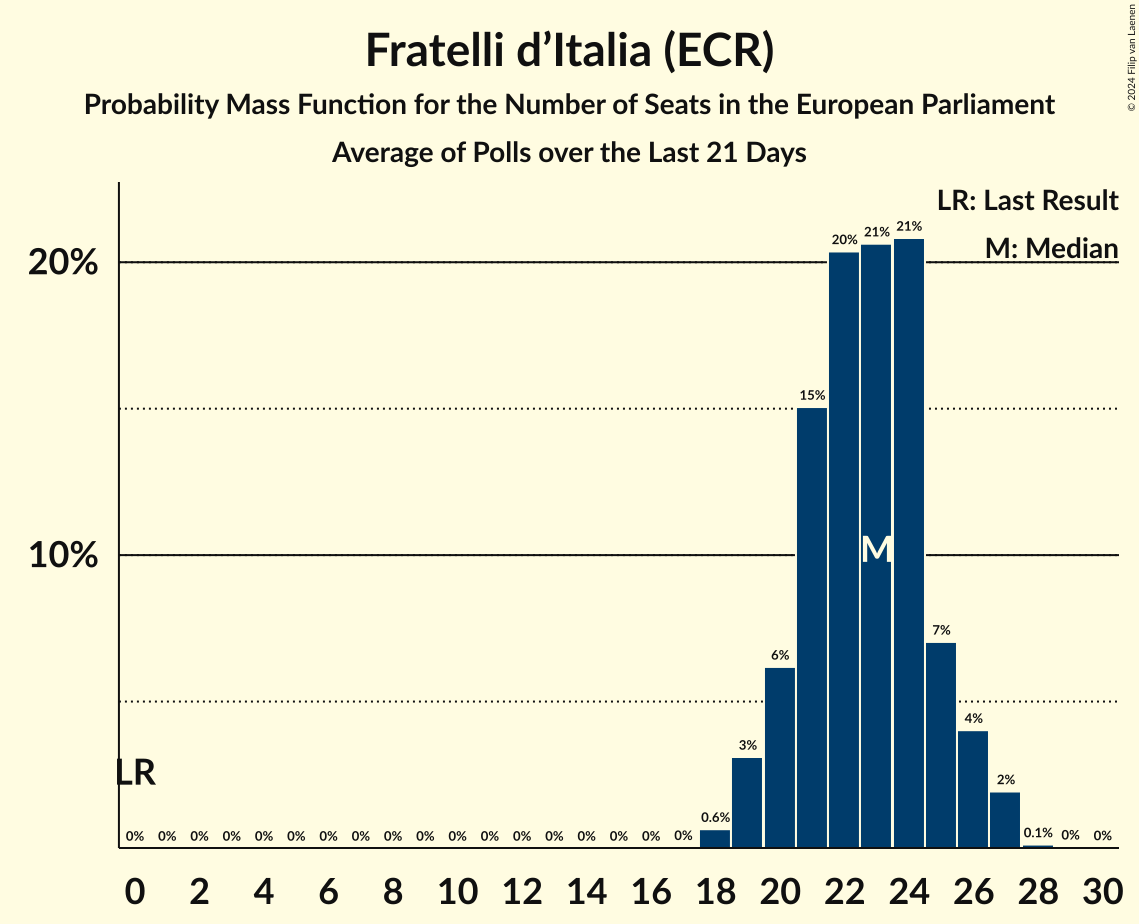 Fratelli d’Italia (ECR)
Probability Mass Function for the Number of Seats in the European Parliament
Average of Polls over the Last 21 Days
© 2024 Filip van Laenen
LR: Last Result
M: Median
20%
10%
20% 21% 21%
15%
M
7%
6%
4%
3%
LR
2%
0.6%
0% 0% 0% 0% 0% 0% 0% 0% 0% 0% 0% 0% 0% 0% 0% 0% 0% 0% 0.1% 0% 0%
0 2 4 6 8 10 12 14 16 18 20 22 24 26 28 30